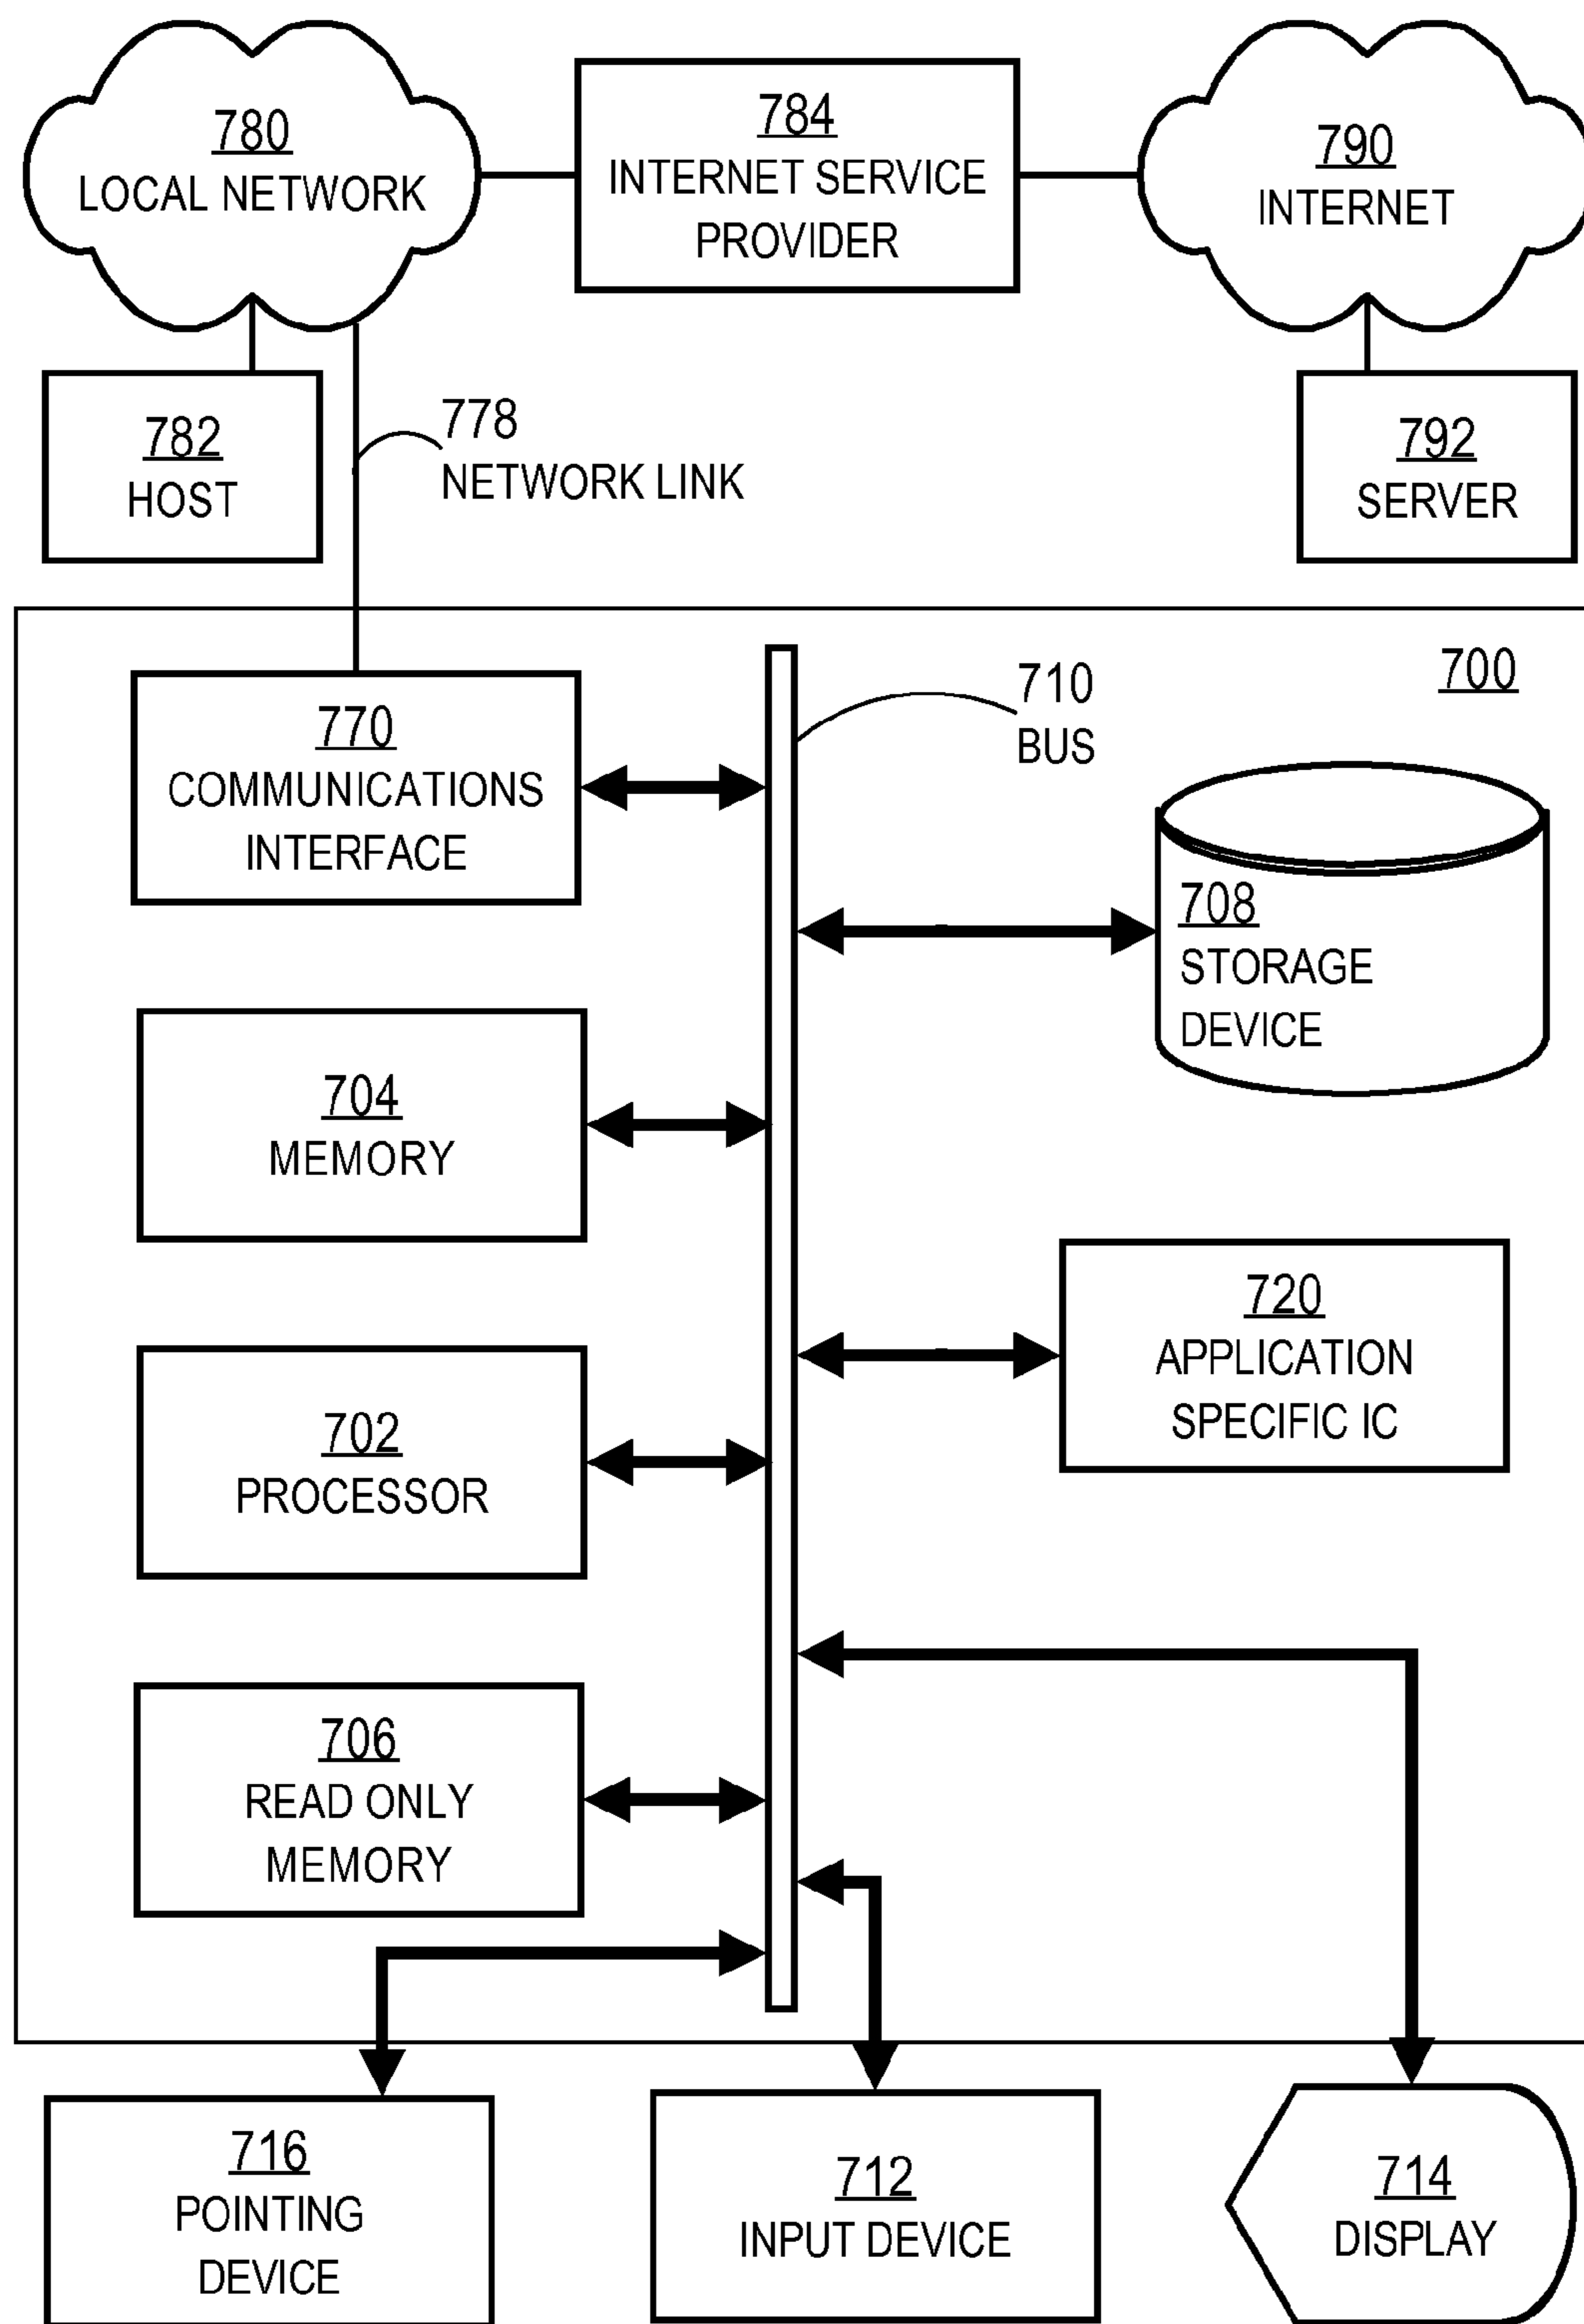 780
LOCAL NETWORK
784
INTERNET SERVICE
PROVIDER
790
INTERNET
782
HOST
778
NETWORK LINK
792
SERVER
700
770
COMMUNICATIONS
INTERFACE
710
BUS
708
STORAGE
DEVICE
704
MEMORY
720
APPLICATION
SPECIFIC IC
702
PROCESSOR
706
READ ONLY
MEMORY
716
POINTING
DEVICE
712
INPUT DEVICE
714
DISPLAY